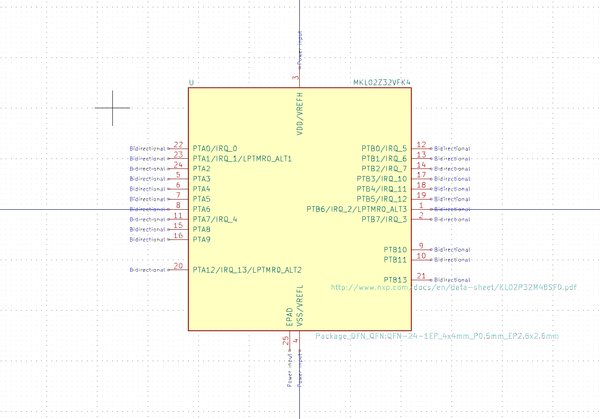 Power input
3
U
MKL02Z32VFK4
VDD/VREFH
Bidirectional 22 PTA0/IRQ_0 PTB0/IRQ_5 12 Bidirectional
Bidirectional 23 PTA1/IRQ_1/LPTMR0_ALT1 PTB1/IRQ_6 13 Bidirectional
Bidirectional 24 PTA2 PTB2/IRQ_7 14 Bidirectional
Bidirectional 5 PTA3 PTB3/IRQ_10 17 Bidirectional
Bidirectional 6 PTA4 PTB4/IRQ_11 18 Bidirectional
Bidirectional 7 PTA5 PTB5/IRQ_12 19 Bidirectional
Bidirectional 8 PTA6 PTB6/IRQ_2/LPTMR0_ALT3 1 Bidirectional
Bidirectional 11 PTA7/IRQ_4 PTB7/IRQ_3 2 Bidirectional
Bidirectional 15 PTA8
Bidirectional 16 PTA9
PTB10 9 Bidirectional
PTB11 10 Bidirectional
Bidirectional 20 PTA12/IRQ_13/LPTMR0_ALT2
PTB13 21 Bidirectional
http://www.nxp.com/docs/en/data-sheet/KL02P32M48SF0.pdf
EPAD
VSS/VREFL
Package_DFN_QFN:QFN-24-1EP_4x4mm_P0.5mm_EP2.6x2.6mm
25
4
Power input
Power input